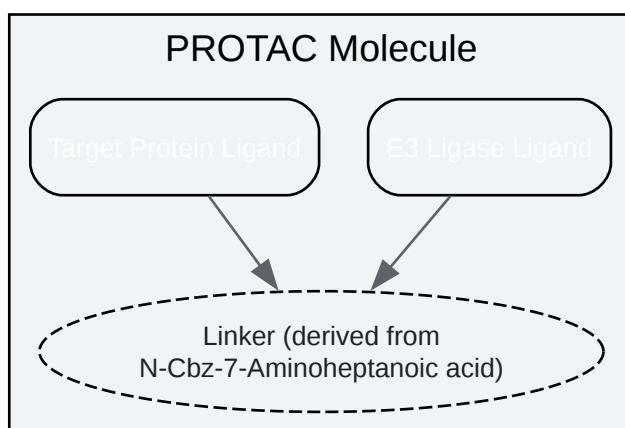 PROTAC Molecule
Target Protein Ligand
E3 Ligase Ligand
Linker (derived from
N-Cbz-7-Aminoheptanoic acid)